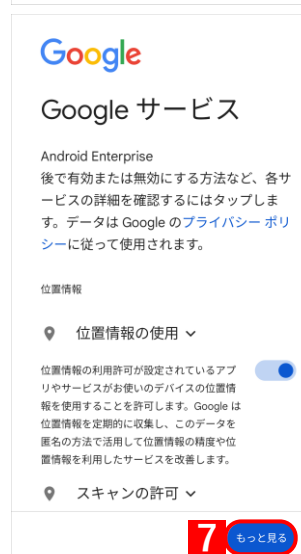 Google
Google サービス
Android Enterprise
後で有効または無効にする方法など、各サ
ービスの詳細を確認するにはタップしま
す。データは Google のプライバシー ポリ
シーに従って使用されます。
位置情報
位置情報の使用
位置情報の利用許可が設定されているアプ
リやサービスがお使いのデバイスの位置情
報を使用することを許可します。Google は
位置情報を定期的に収集し、このデータを
匿名の方法で活用して位置情報の精度や位
置情報を利用したサービスを改善します。
スキャンの許可
7 もっと見る